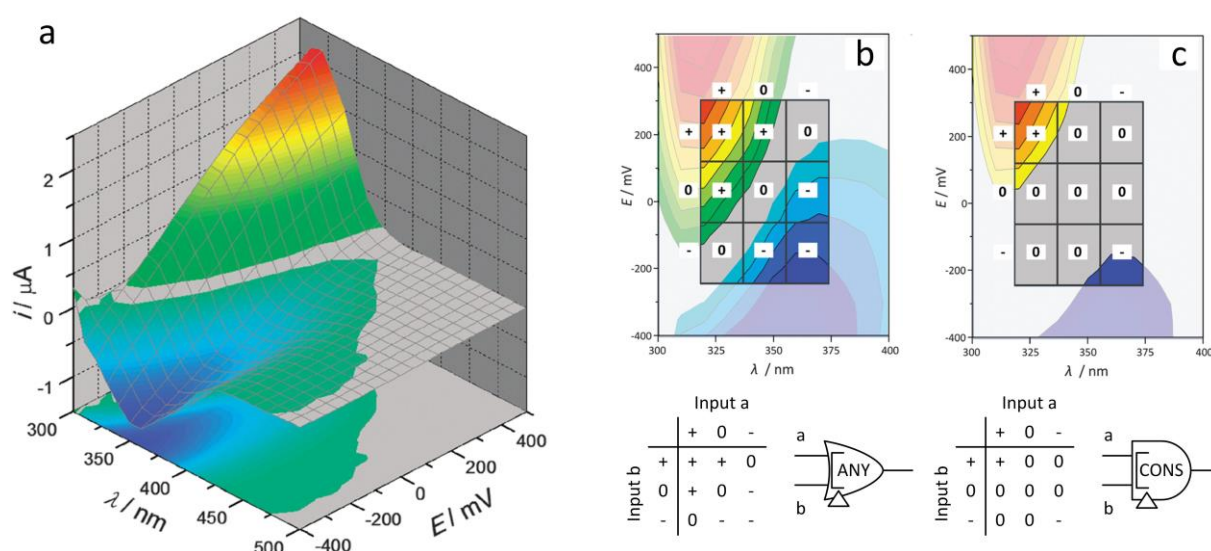 a
i / μA
2
1
0
-1
300
350
400
450
500
λ / nm
-400
-200
0
200
400
E / mV
b
E / mV
400
200
0
-200
-400
+ 0 -
+ + + 0
0 + 0 -
- 0 - -
300 325 350 375 400
λ / nm
c
E / mV
400
200
0
-200
-400
+ 0 -
+ + 0 0
0 0 0 0
- 0 0 -
300 325 350 375 400
λ / nm
Input a
Input b
+ 0 -
+ + + 0
0 + 0 -
- 0 - -
a
ANY
b
Input a
Input b
+ 0 -
+ + 0 0
0 0 0 0
- 0 0 -
a
CONS
b